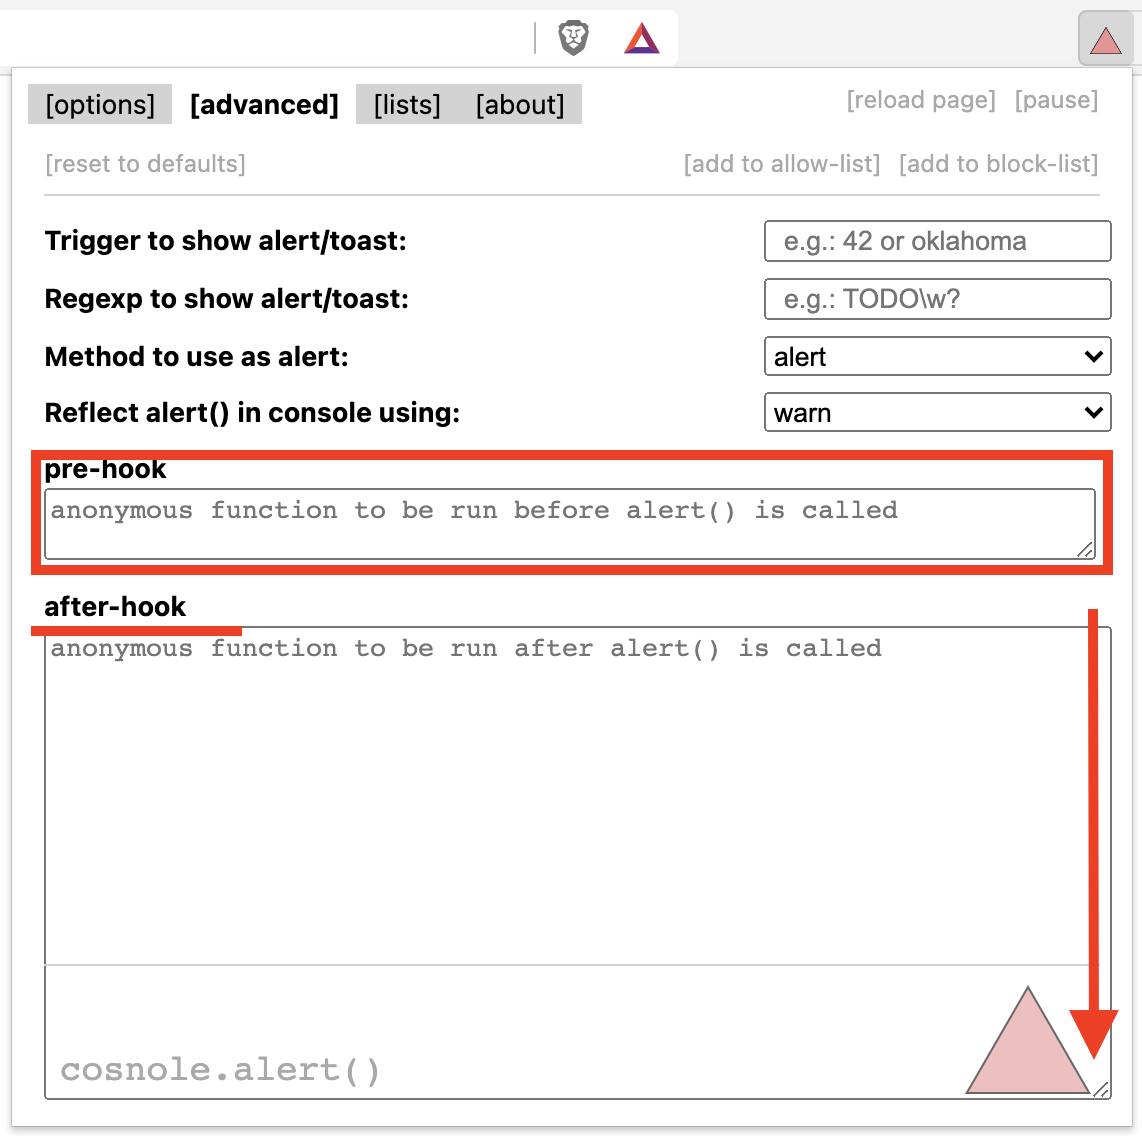 [options] [advanced] [lists] [about] [reload page] [pause]
[reset to defaults] [add to allow-list] [add to block-list]
Trigger to show alert/toast: e.g.: 42 or oklahoma
Regexp to show alert/toast: e.g.: TODO\w?
Method to use as alert: alert
Reflect alert() in console using: warn
pre-hook
anonymous function to be run before alert() is called
after-hook
anonymous function to be run after alert() is called
cosnole.alert()